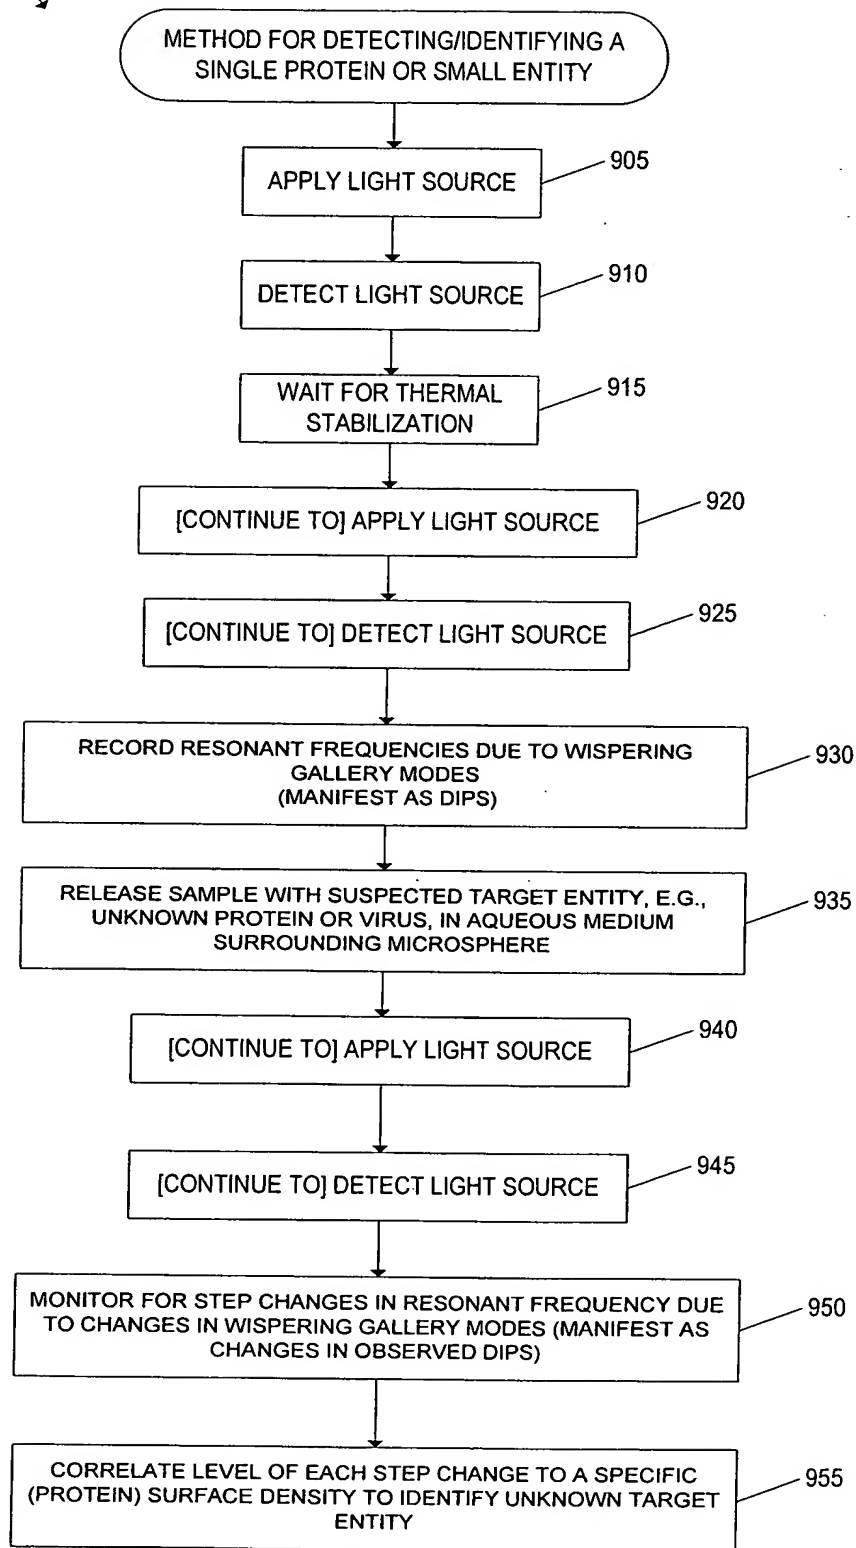 METHOD FOR DETECTING/IDENTIFYING A
SINGLE PROTEIN OR SMALL ENTITY
905
APPLY LIGHT SOURCE
910
DETECT LIGHT SOURCE
915
WAIT FOR THERMAL
STABILIZATION
920
[CONTINUE TO] APPLY LIGHT SOURCE
925
[CONTINUE TO] DETECT LIGHT SOURCE
930
RECORD RESONANT FREQUENCIES DUE TO WISPERING
GALLERY MODES
(MANIFEST AS DIPS)
935
RELEASE SAMPLE WITH SUSPECTED TARGET ENTITY, E.G.,
UNKNOWN PROTEIN OR VIRUS, IN AQUEOUS MEDIUM
SURROUNDING MICROSPHERE
940
[CONTINUE TO] APPLY LIGHT SOURCE
945
[CONTINUE TO] DETECT LIGHT SOURCE
950
MONITOR FOR STEP CHANGES IN RESONANT FREQUENCY DUE
TO CHANGES IN WISPERING GALLERY MODES (MANIFEST AS
CHANGES IN OBSERVED DIPS)
955
CORRELATE LEVEL OF EACH STEP CHANGE TO A SPECIFIC
(PROTEIN) SURFACE DENSITY TO IDENTIFY UNKNOWN TARGET
ENTITY